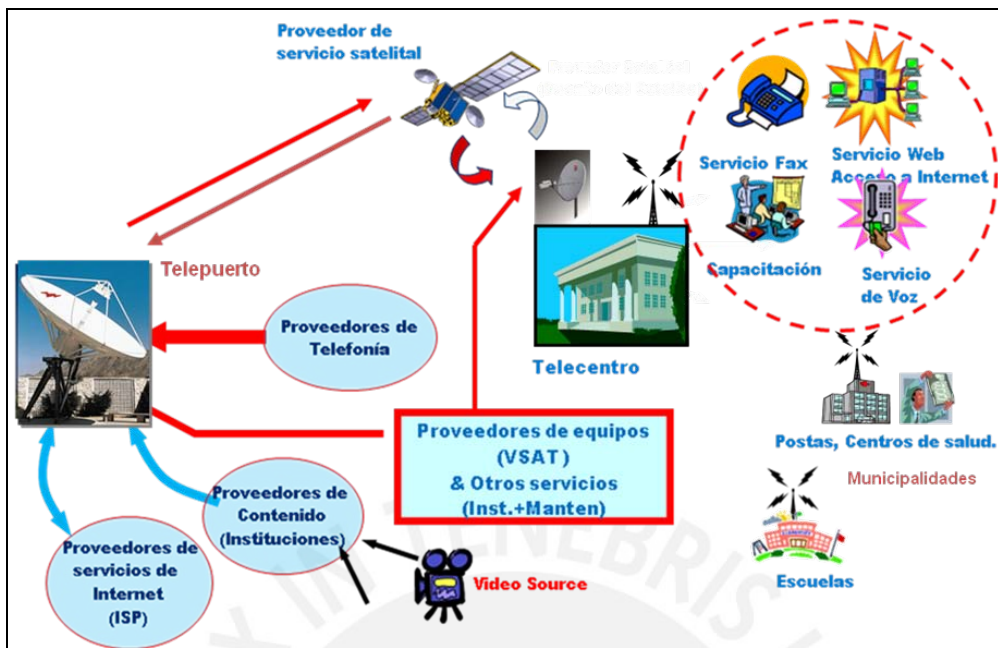 Proveedor de
servicio satelital
Servicio Fax
Servicio Web
Acceso a Internet
Capacitación
Servicio
de Voz
Telepuerto
Proveedores de
Telefonía
Telecentro
Proveedores de equipos
(VSAT)
& Otros servicios
(Inst.+Manten)
Postas, Centros de salud.
Municipalidades
Escuelas
Proveedores de
Contenido
(Instituciones)
Proveedores de
servicios de
Internet
(ISP)
Video Source
X IN TENEBRIS